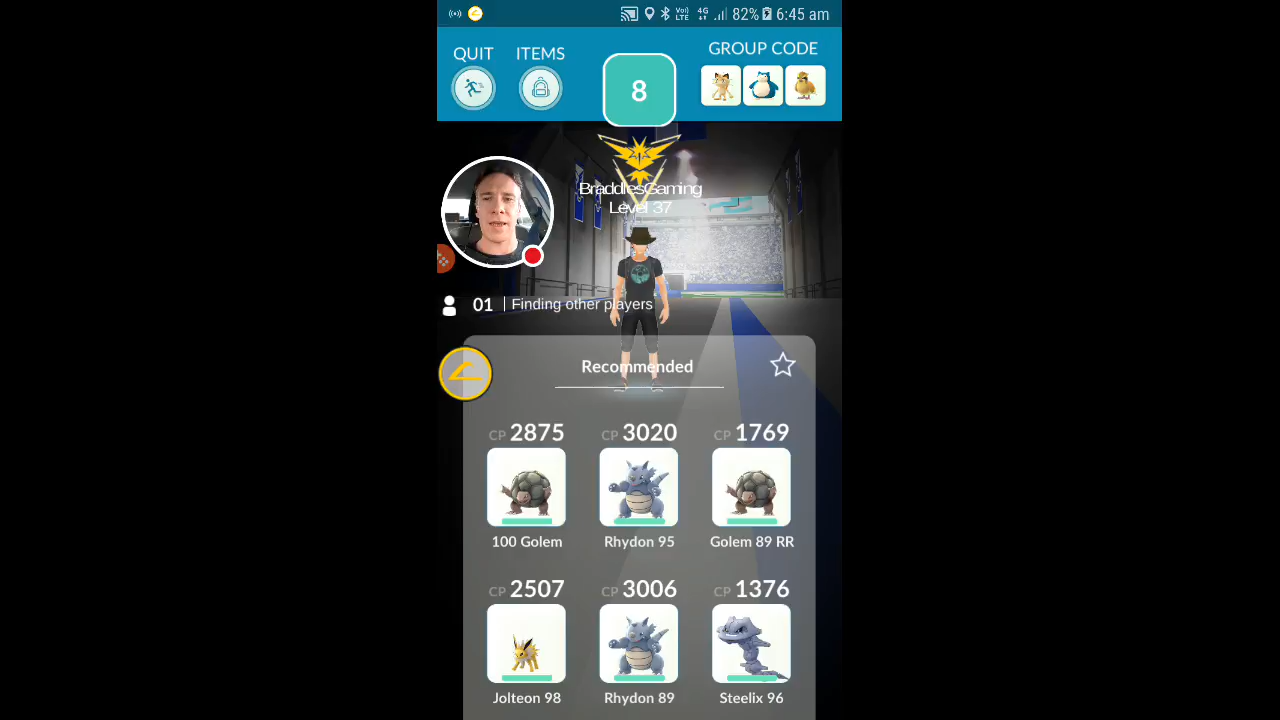 82% 6:45 am
QUIT
ITEMS
8
GROUP CODE
BraddlesGaming
Level 37
01 | Finding other players
Recommended
CP 2875
CP 3020
CP 1769
100 Golem
Rhydon 95
Golem 89 RR
CP 2507
CP 3006
CP 1376
Jolteon 98
Rhydon 89
Steelix 96